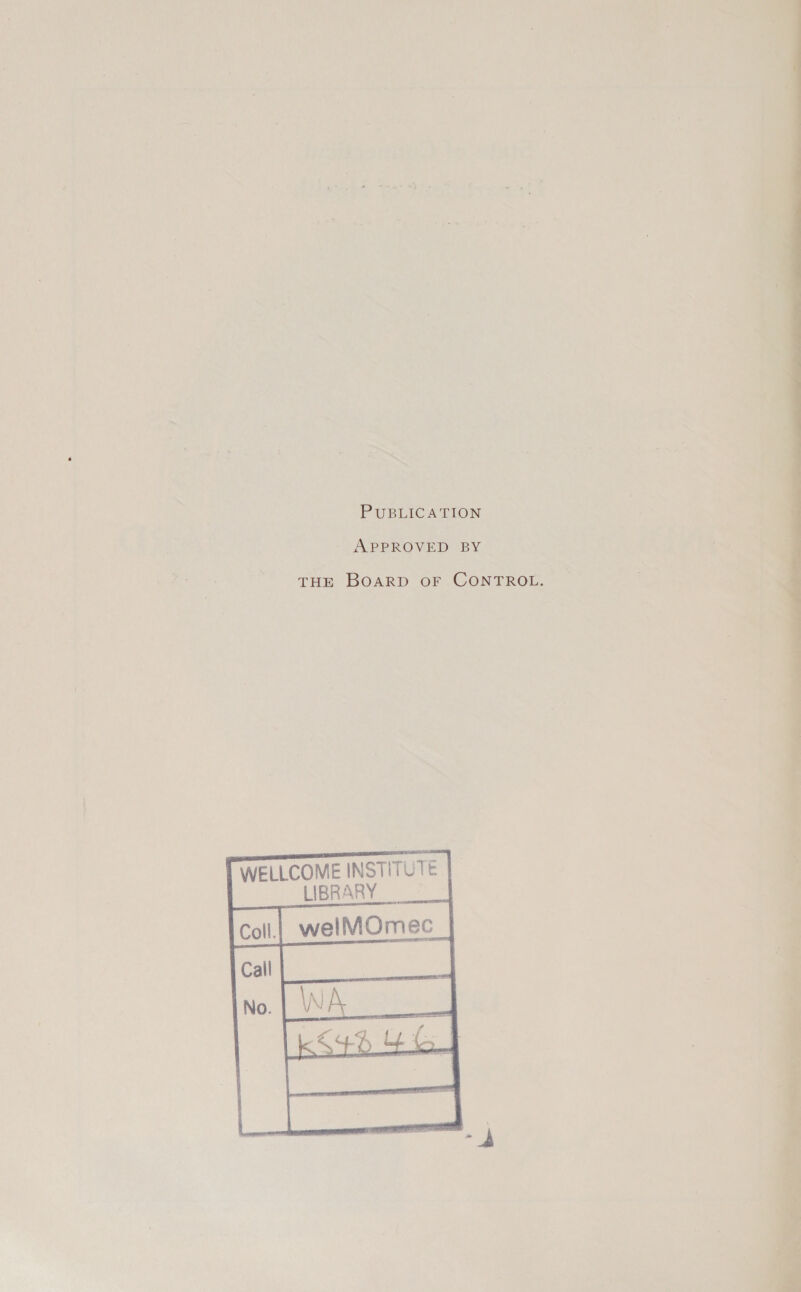 PUBLICATION
APPROVED BY
THE BOARD OF CONTROL.
WELLCOME INSTITUTE
LIBRARY
Coll. welMOmec
Call
No. WA